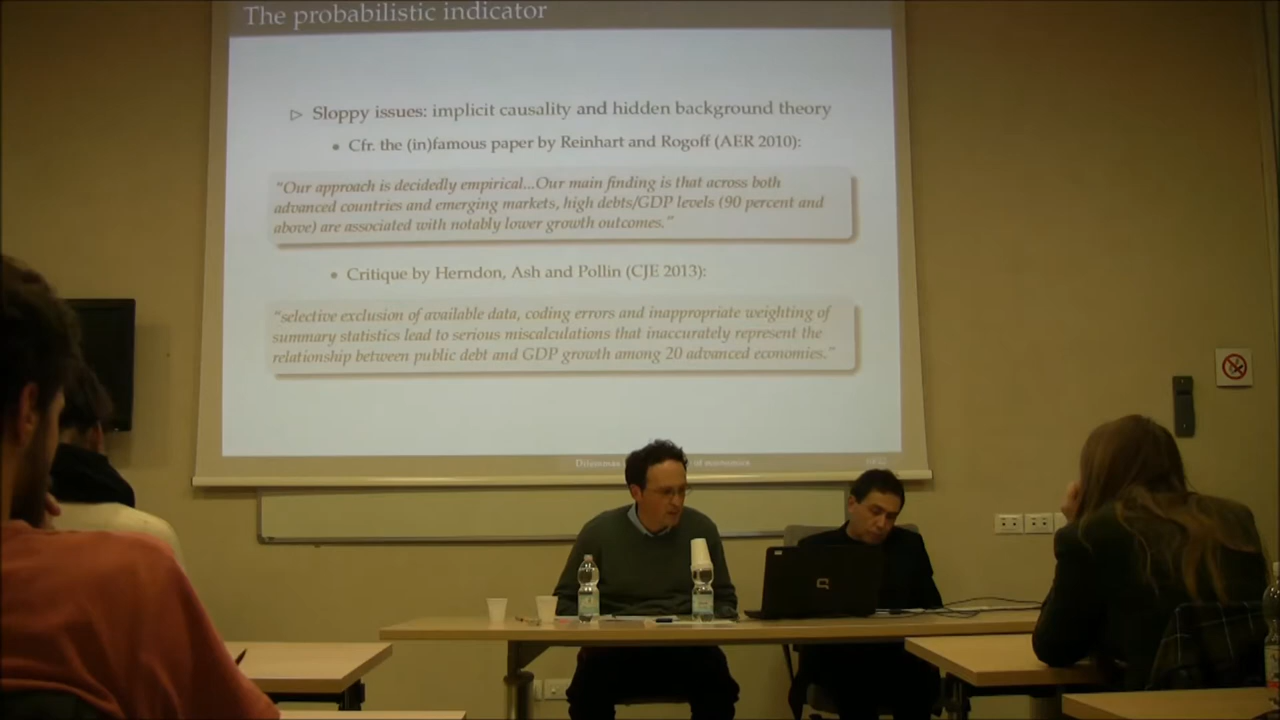 The probabilistic indicator
▷ Sloppy issues: implicit causality and hidden background theory
• Cfr. the (in)famous paper by Reinhart and Rogoff (AER 2010):
"Our approach is decidedly empirical...Our main finding is that across both
advanced countries and emerging markets, high debts/GDP levels (90 percent and
above) are associated with notably lower growth outcomes."
• Critique by Herndon, Ash and Pollin (CJE 2013):
"selective exclusion of available data, coding errors and inappropriate weighting of
summary statistics lead to serious miscalculations that inaccurately represent the
relationship between public debt and GDP growth among 20 advanced economies."
Dilemmas of economics